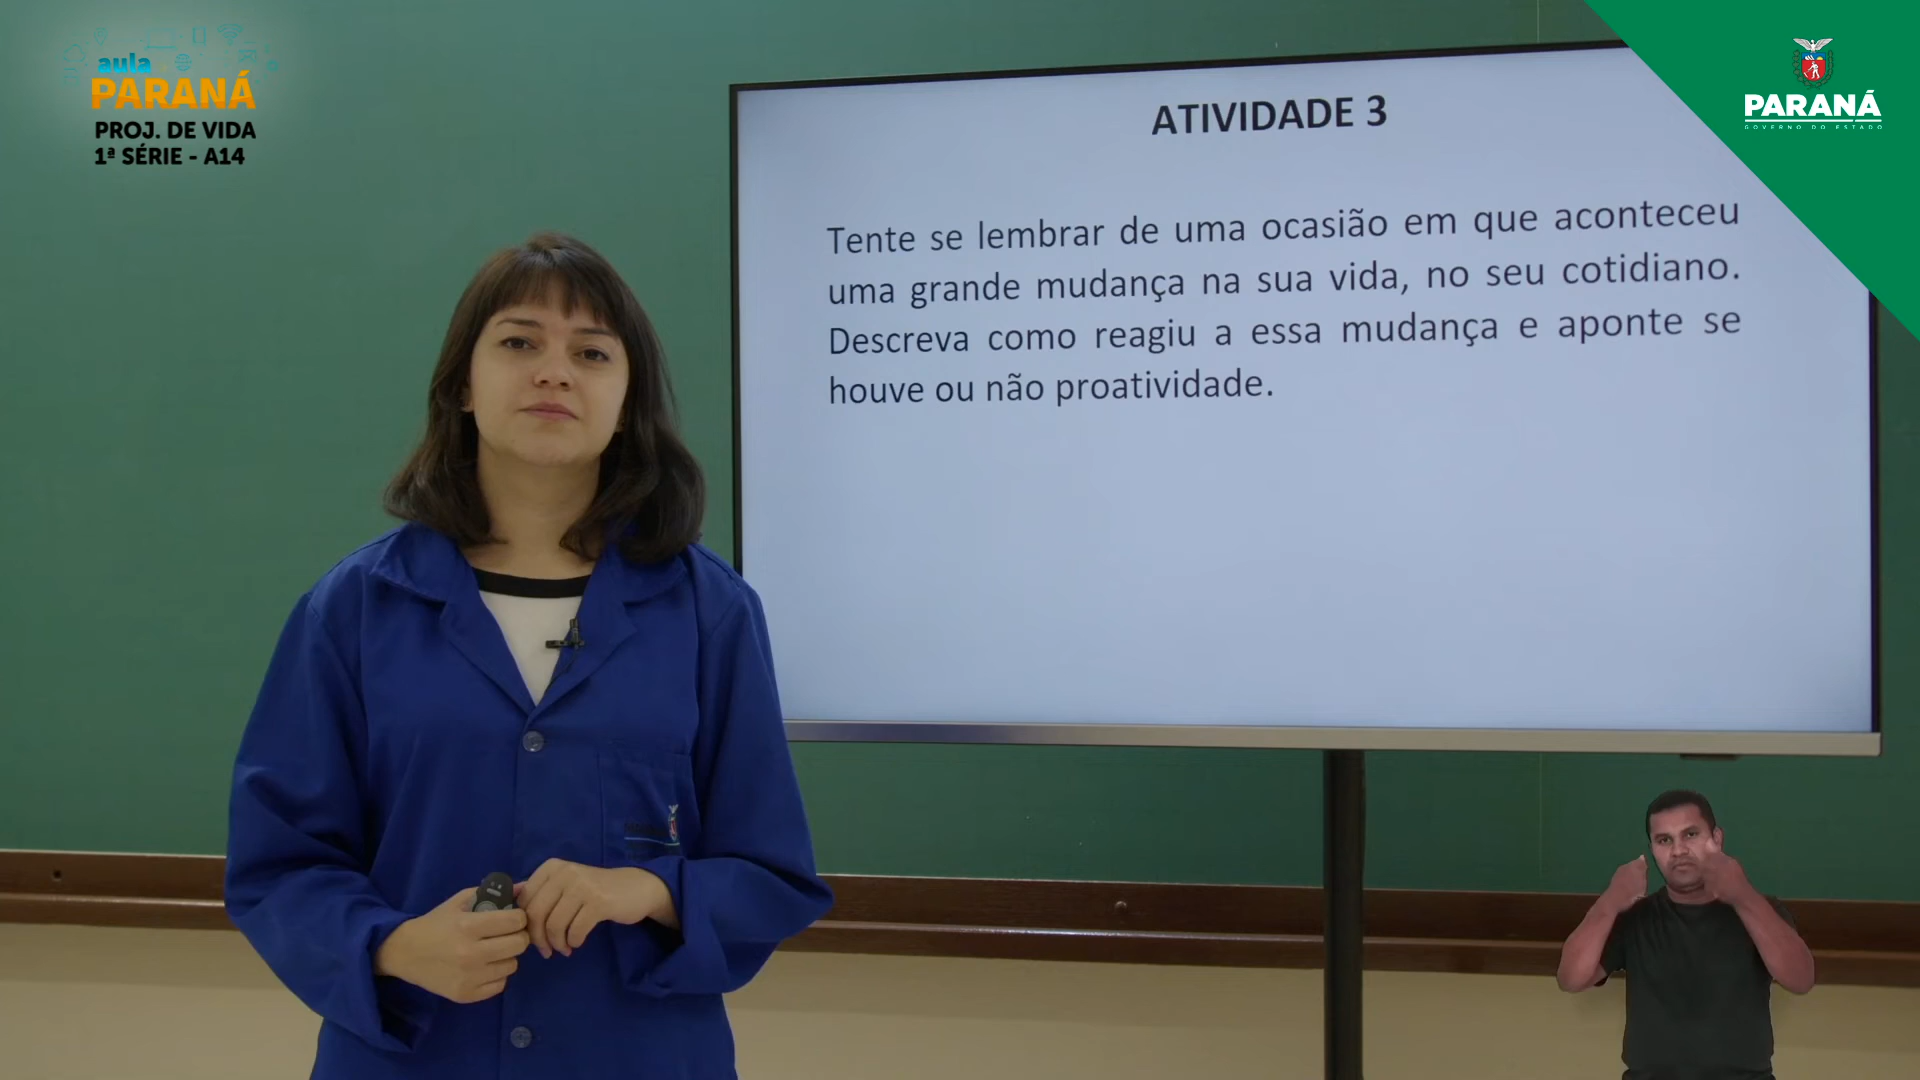 aula
PARANÁ
PROJ. DE VIDA
1ª SÉRIE - A14
PARANÁ
GOVERNO DO ESTADO
ATIVIDADE 3
Tente se lembrar de uma ocasião em que aconteceu
uma grande mudança na sua vida, no seu cotidiano.
Descreva como reagiu a essa mudança e aponte se
houve ou não proatividade.